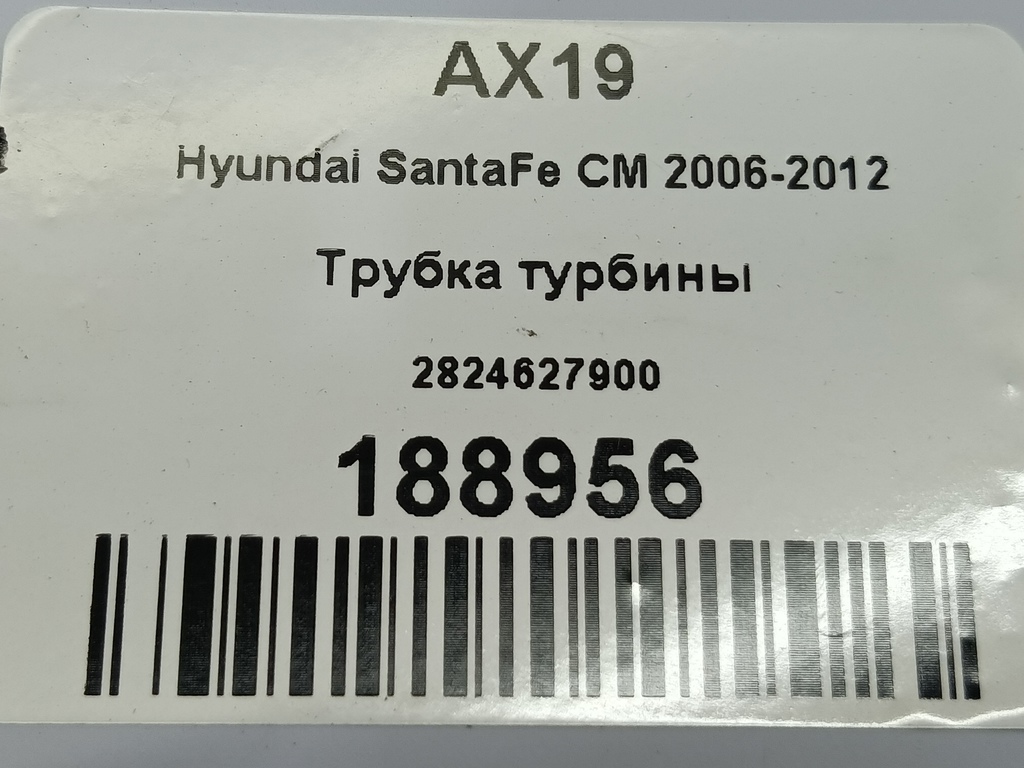 AX19
Hyundai SantaFe CM 2006-2012
Трубка турбины
2824627900
188956